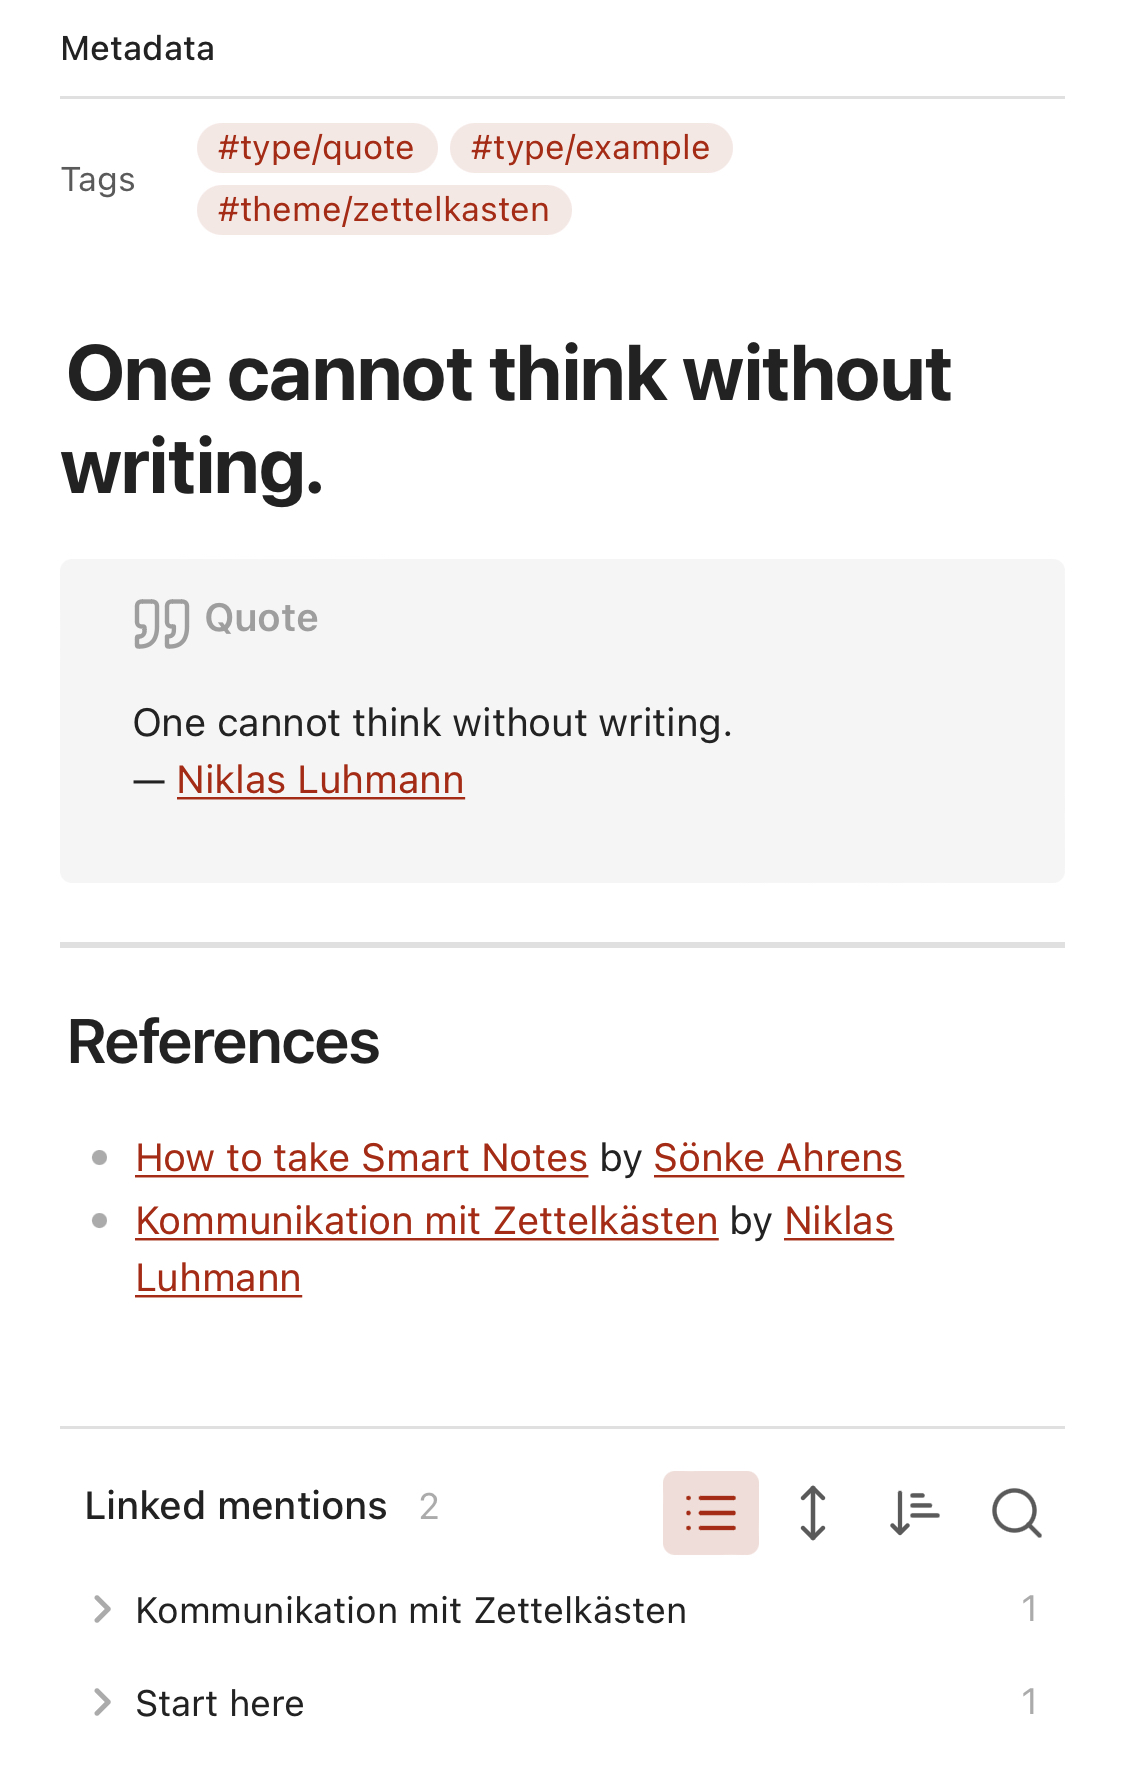 Metadata
Tags
#type/quote #type/example
#theme/zettelkasten
One cannot think without
writing.
Quote
One cannot think without writing.
— Niklas Luhmann
References
How to take Smart Notes by Sönke Ahrens
Kommunikation mit Zettelkästen by Niklas
Luhmann
Linked mentions 2
Kommunikation mit Zettelkästen 1
Start here 1